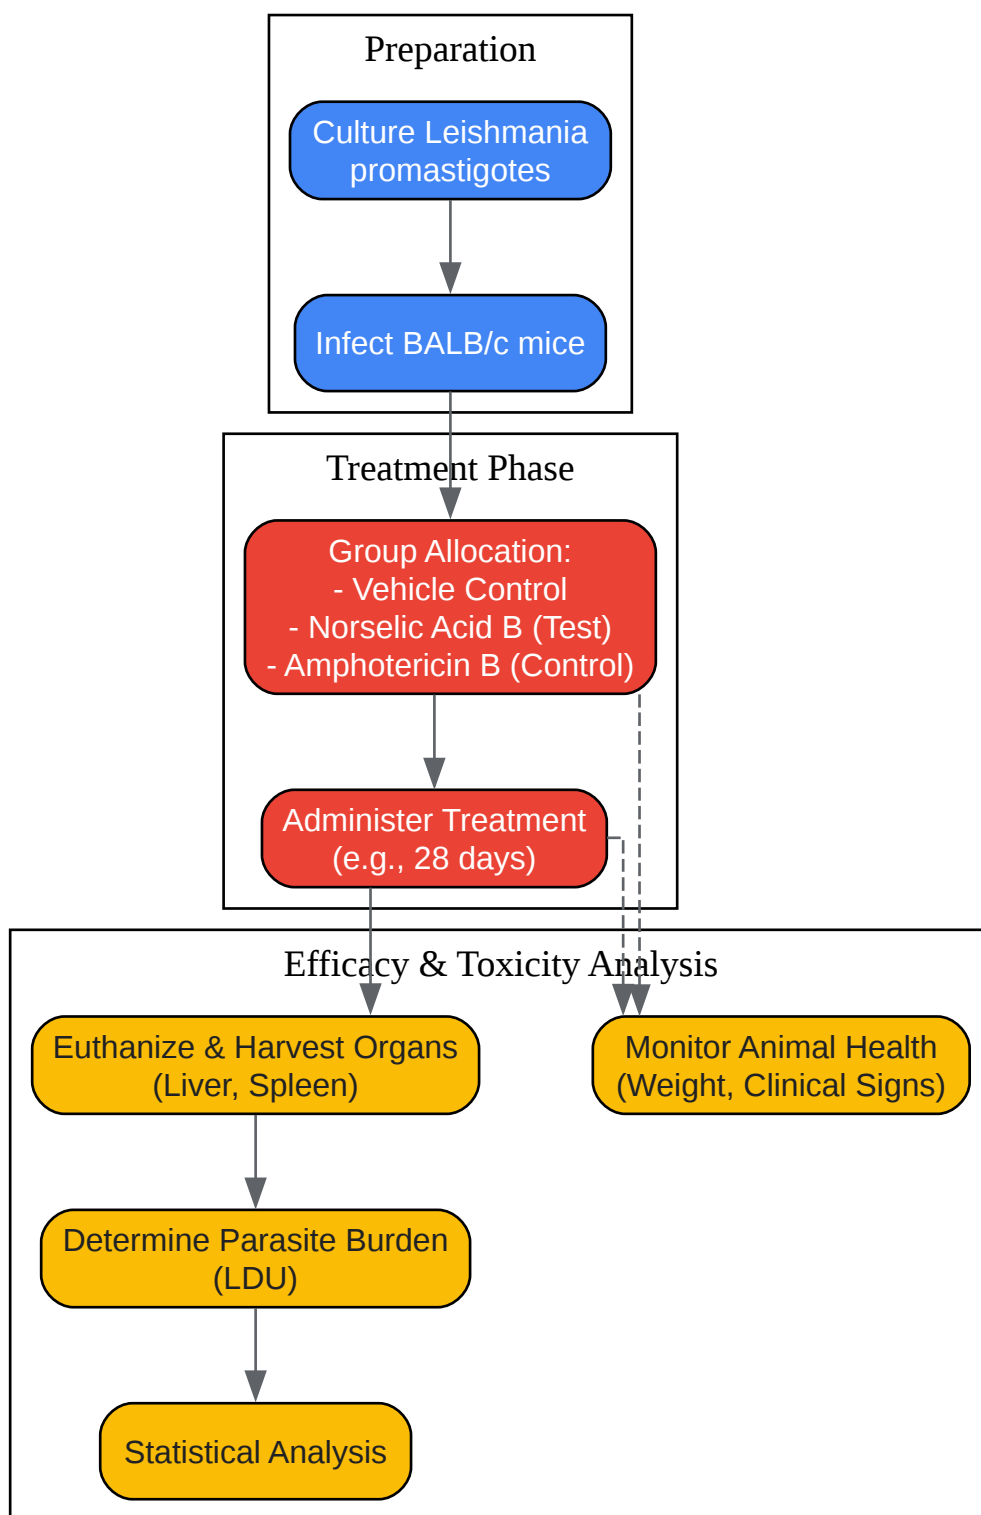 Preparation
Culture Leishmania
promastigotes
Infect BALB/c mice
Treatment Phase
Group Allocation:
- Vehicle Control
- Norselic Acid B (Test)
- Amphotericin B (Control)
Administer Treatment
(e.g., 28 days)
Efficacy & Toxicity Analysis
Euthanize & Harvest Organs
(Liver, Spleen)
Monitor Animal Health
(Weight, Clinical Signs)
Determine Parasite Burden
(LDU)
Statistical Analysis